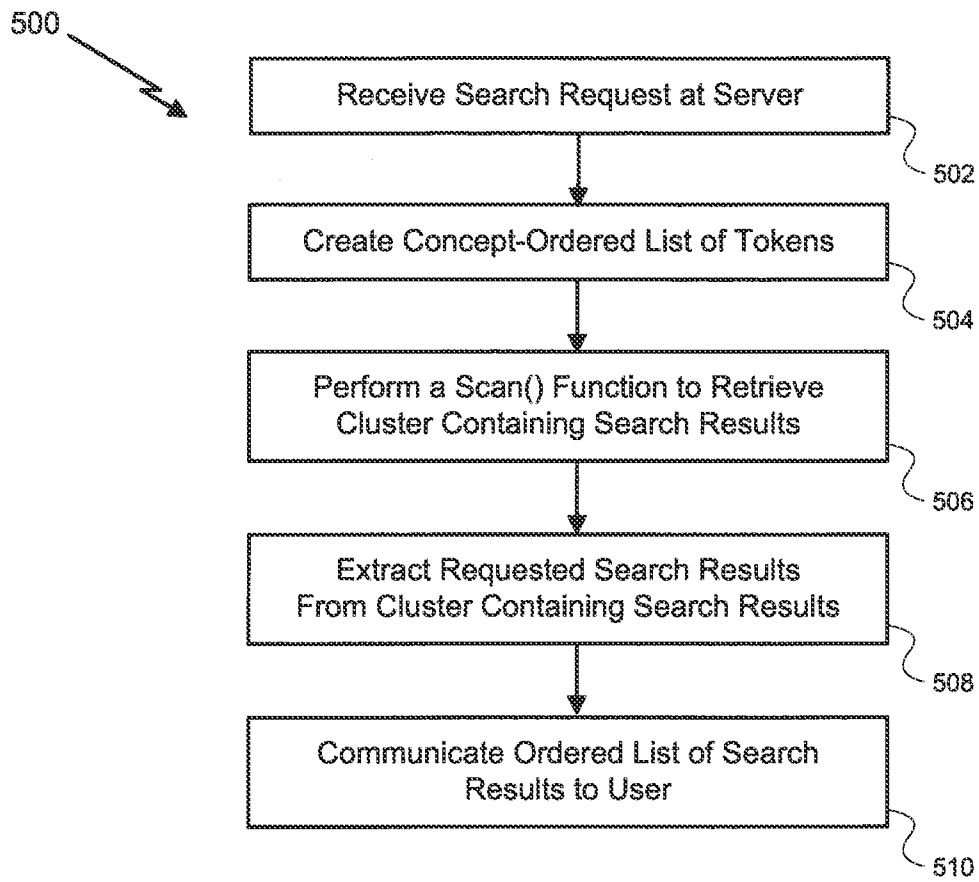 500
Receive Search Request at Server
502
Create Concept-Ordered List of Tokens
504
Perform a Scan() Function to Retrieve
Cluster Containing Search Results
506
Extract Requested Search Results
From Cluster Containing Search Results
508
Communicate Ordered List of Search
Results to User
510